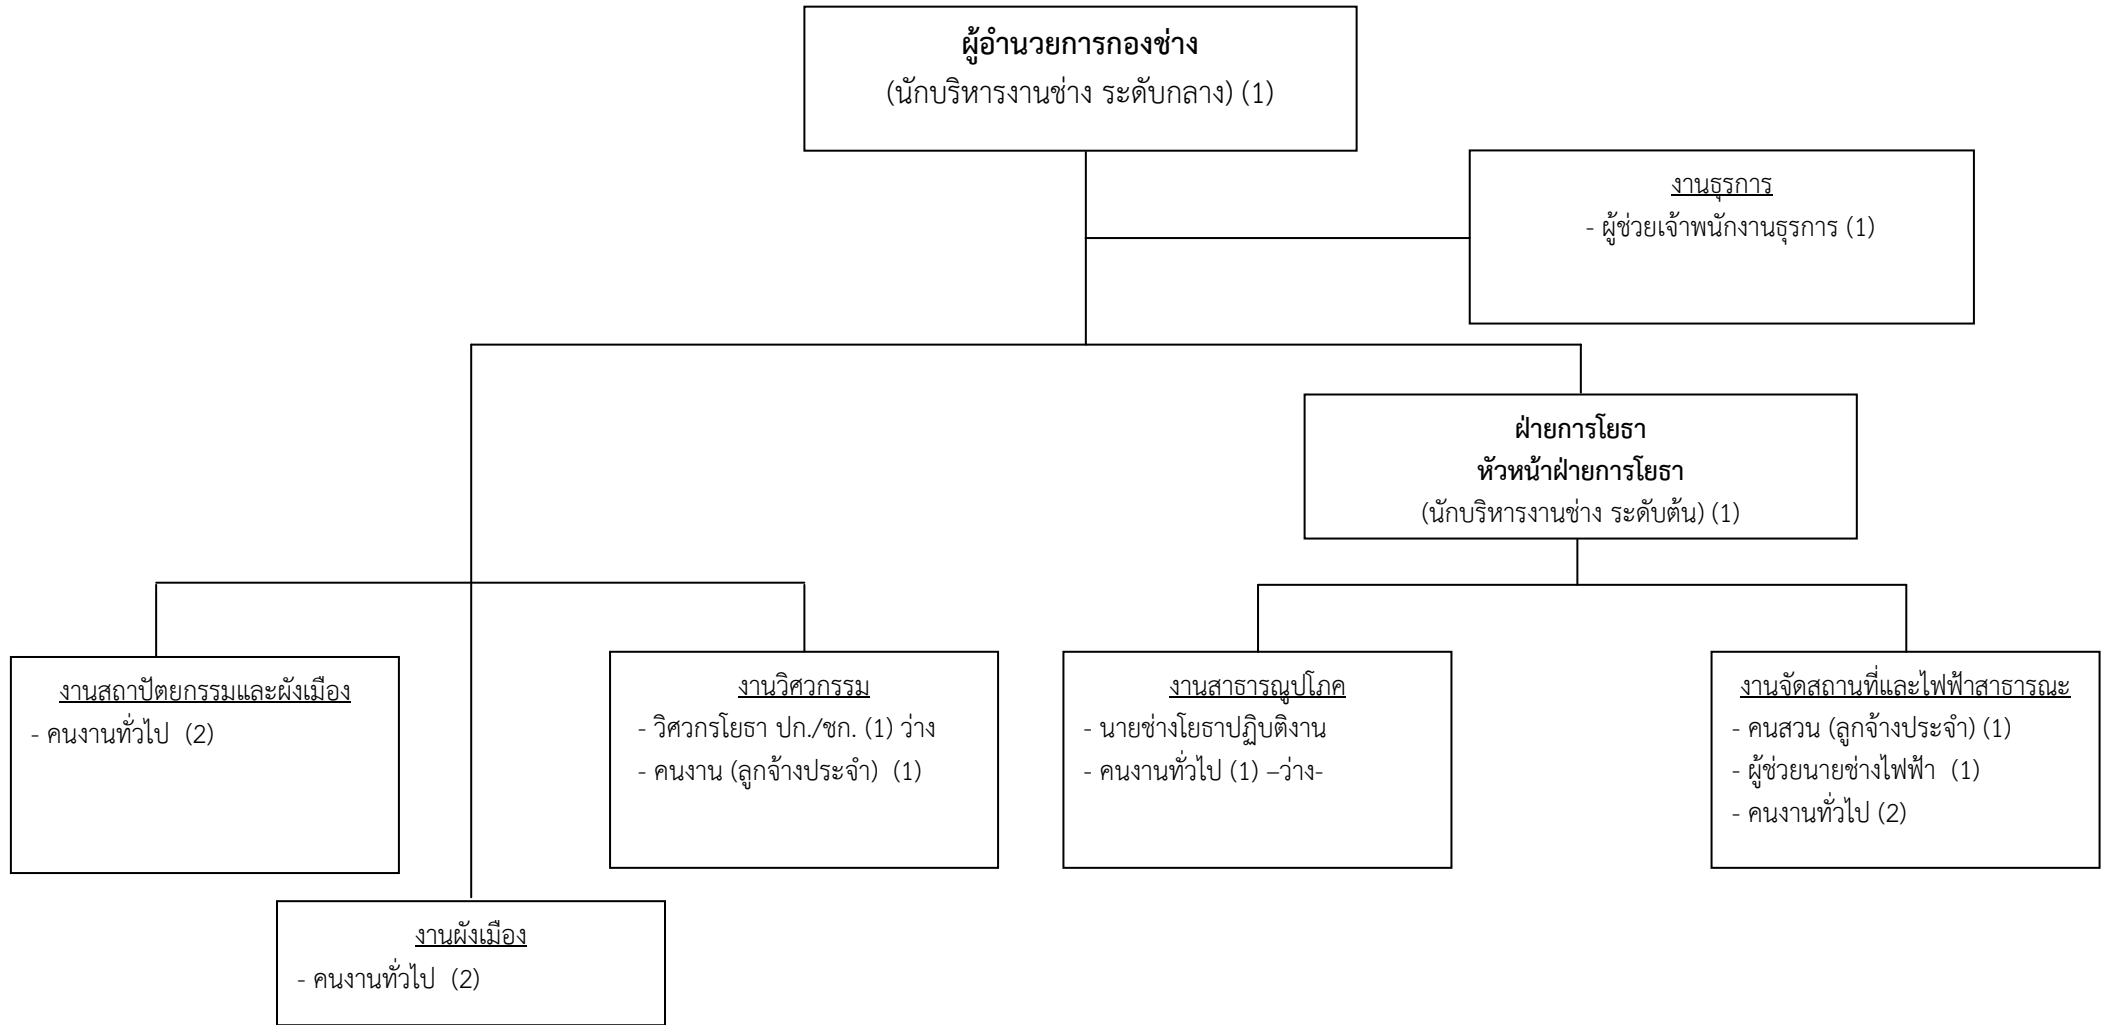 ผู้อำนวยการกองช่าง
(นักบริหารงานช่าง ระดับกลาง) (1)
งานธุรการ
- ผู้ช่วยเจ้าพนักงานธุรการ (1)
ฝ่ายการโยธา
หัวหน้าฝ่ายการโยธา
(นักบริหารงานช่าง ระดับต้น) (1)
งานสถาปัตยกรรมและผังเมือง
- คนงานทั่วไป (2)
งานวิศวกรรม
- วิศวกรโยธา ปก./ชก. (1) ว่าง
- คนงาน (ลูกจ้างประจำ) (1)
งานสาธารณูปโภค
- นายช่างโยธาปฏิบติงาน
- คนงานทั่วไป (1) –ว่าง-
งานจัดสถานที่และไฟฟ้าสาธารณะ
- คนสวน (ลูกจ้างประจำ) (1)
- ผู้ช่วยนายช่างไฟฟ้า (1)
- คนงานทั่วไป (2)
งานผังเมือง
- คนงานทั่วไป (2)